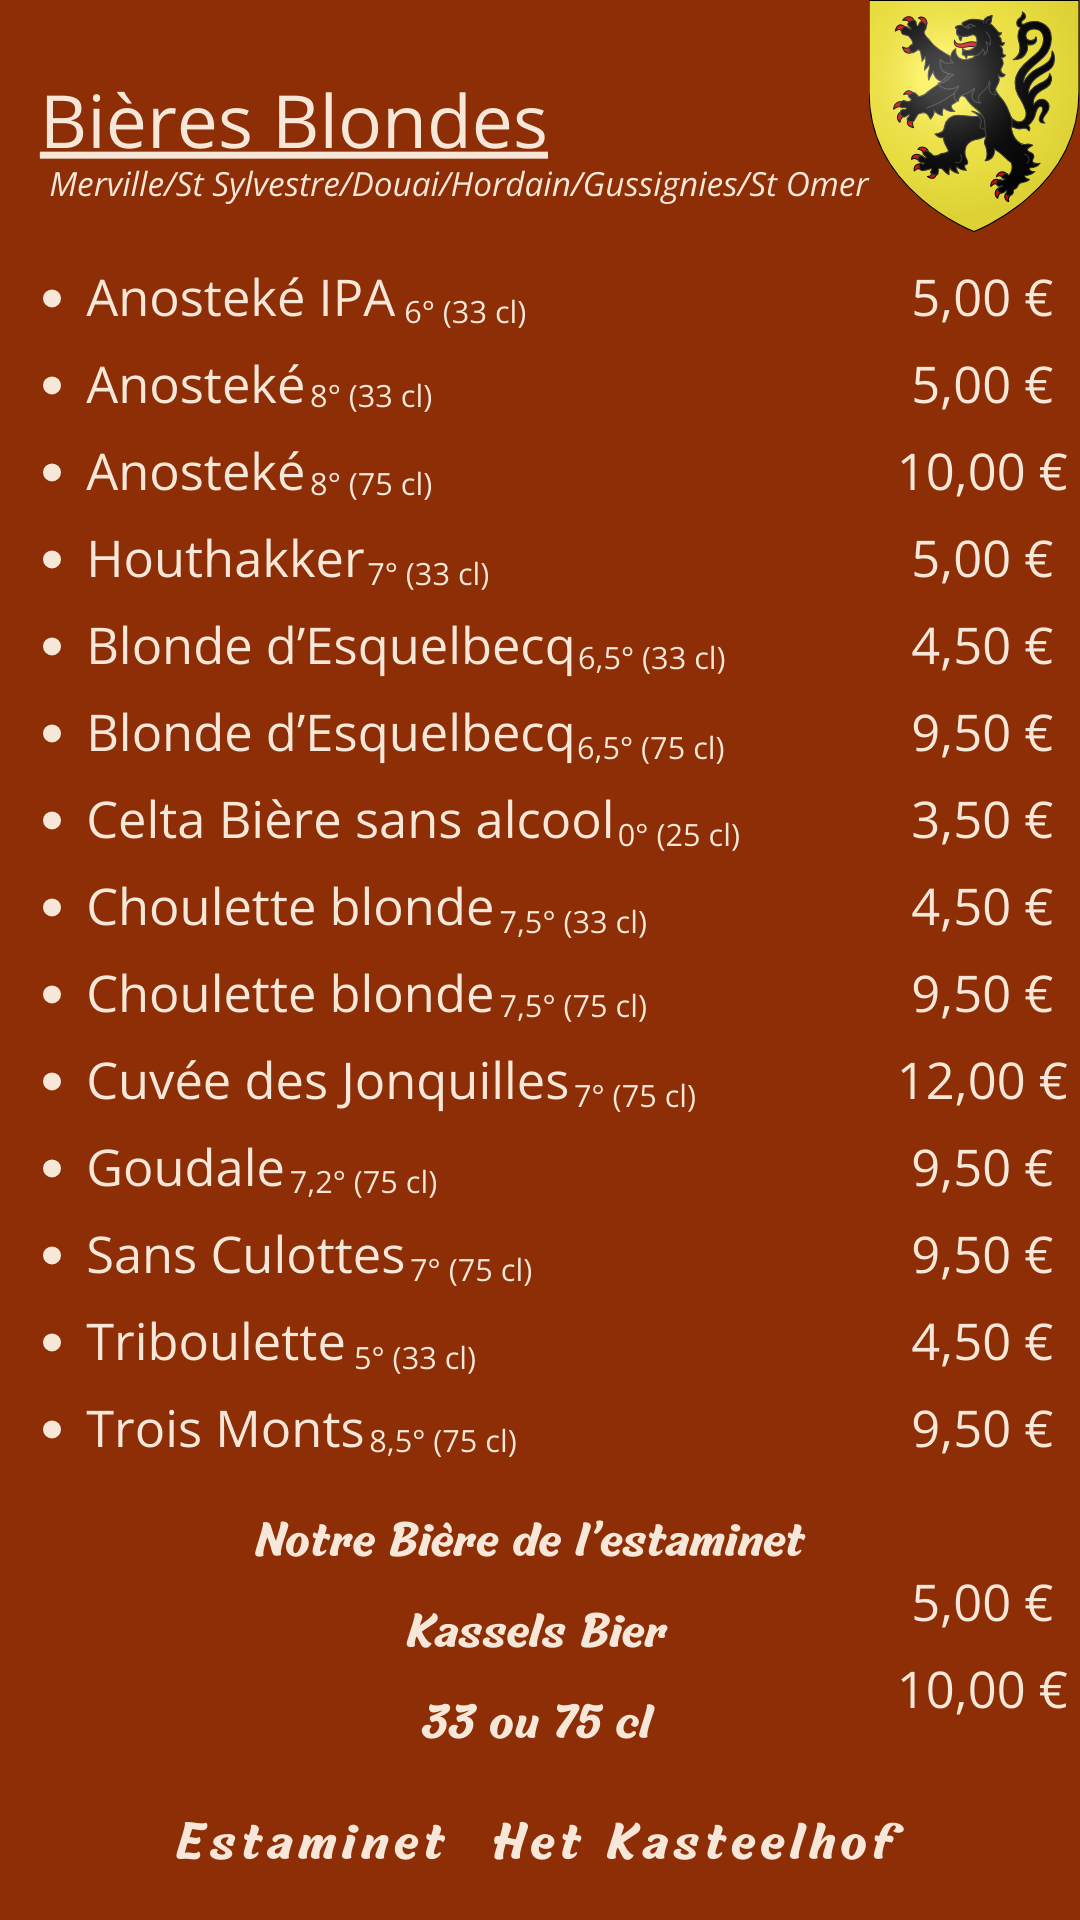 Bières Blondes
Merville/St Sylvestre/Douai/Hordain/Gussignies/St Omer
• Anosteké IPA 6° (33 cl) 5,00 €
• Anosteké 8° (33 cl) 5,00 €
• Anosteké 8° (75 cl) 10,00 €
• Houthakker 7° (33 cl) 5,00 €
• Blonde d’Esquelbecq 6,5° (33 cl) 4,50 €
• Blonde d’Esquelbecq 6,5° (75 cl) 9,50 €
• Celta Bière sans alcool 0° (25 cl) 3,50 €
• Choulette blonde 7,5° (33 cl) 4,50 €
• Choulette blonde 7,5° (75 cl) 9,50 €
• Cuvée des Jonquilles 7° (75 cl) 12,00 €
• Goudale 7,2° (75 cl) 9,50 €
• Sans Culottes 7° (75 cl) 9,50 €
• Triboulette 5° (33 cl) 4,50 €
• Trois Monts 8,5° (75 cl) 9,50 €
Notre Bière de l’estaminet
5,00 €
Kassels Bier
10,00 €
33 ou 75 cl
Estaminet Het Kasteelhof